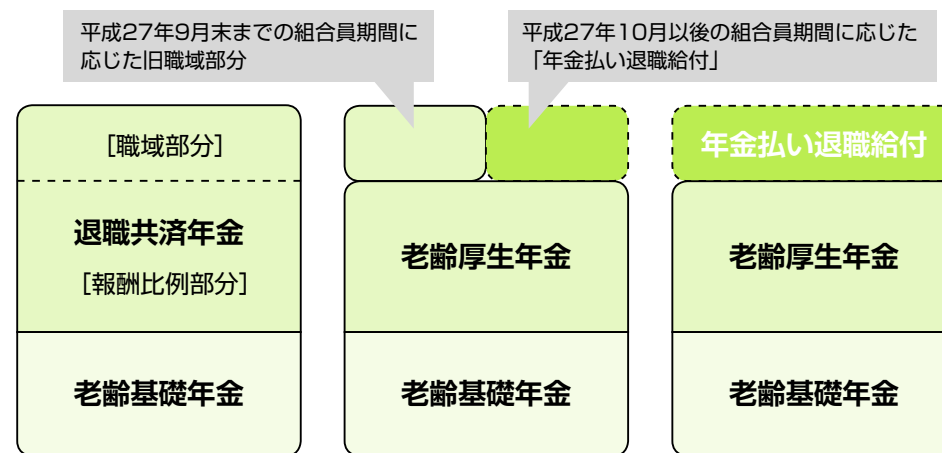 平成27年9月末までの組合員期間に
応じた旧職域部分
平成27年10月以後の組合員期間に応じた
「年金払い退職給付」
［職域部分］
退職共済年金
［報酬比例部分］
老齢基礎年金
老齢厚生年金
老齢基礎年金
年金払い退職給付
老齢厚生年金
老齢基礎年金